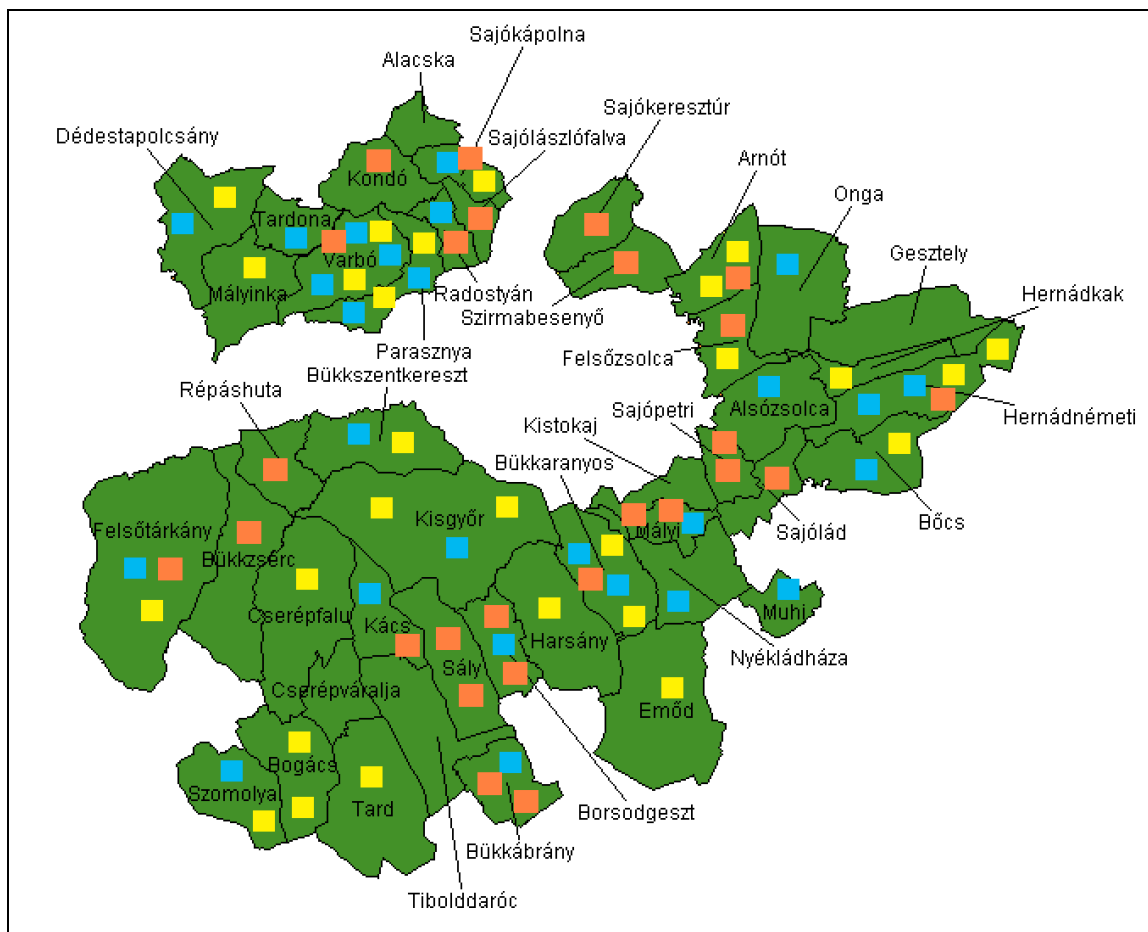 Sajókápolna
Alacska
Sajókeresztúr
Dédestapolcsány
Sajólászlófalva
Arnót
Kondó
Onga
Tardona
Gesztely
Varbó
Hernádkak
Mályinka
Radostyán
Szirmabesenyő
Parasznya
Felsőzsolca
Bükkszentkereszt
Répáshuta
Sajópetri
Alsózsolca
Hernádnémeti
Kistokaj
Bükkaranyos
Kisgyőr
Felsőtárkány
Mályi
Bőcs
Sajólád
Bükkzsérc
Cserépfalu
Muhi
Kács
Harsány
Nyékládháza
Sály
Cserépváralja
Emőd
Bogács
Szomolya
Tard
Borsodgeszt
Bükkábrány
Tibolddaróc